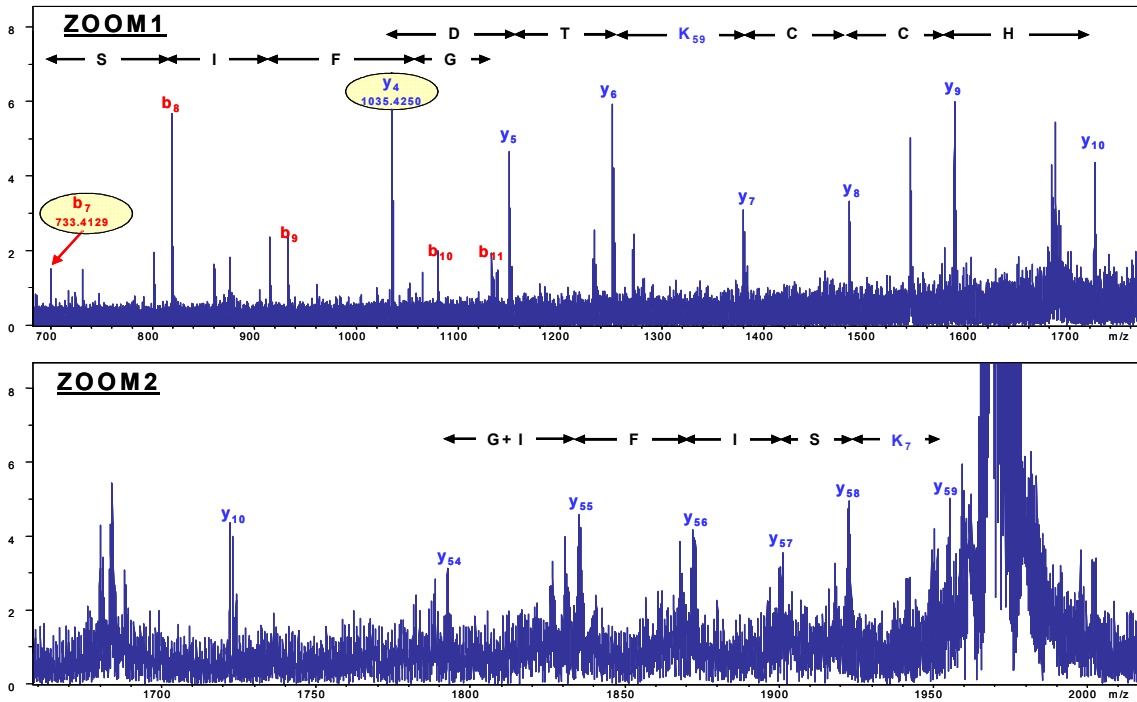 8 ZOOM1 D T K59 C C H
S I F G
y4
1035.4250
6 b8 y6 y9
y5 y10
4
b7 y7 y8
733.4129
2 b9 b10 b11
0
700 800 900 1000 1100 1200 1300 1400 1500 1600 1700 m/z
ZOOM2
8
G+ I F I S K7
6
y10 y55 y56 y58 y59
4 y54 y57
2
0
1700 1750 1800 1850 1900 1950 2000 m/z